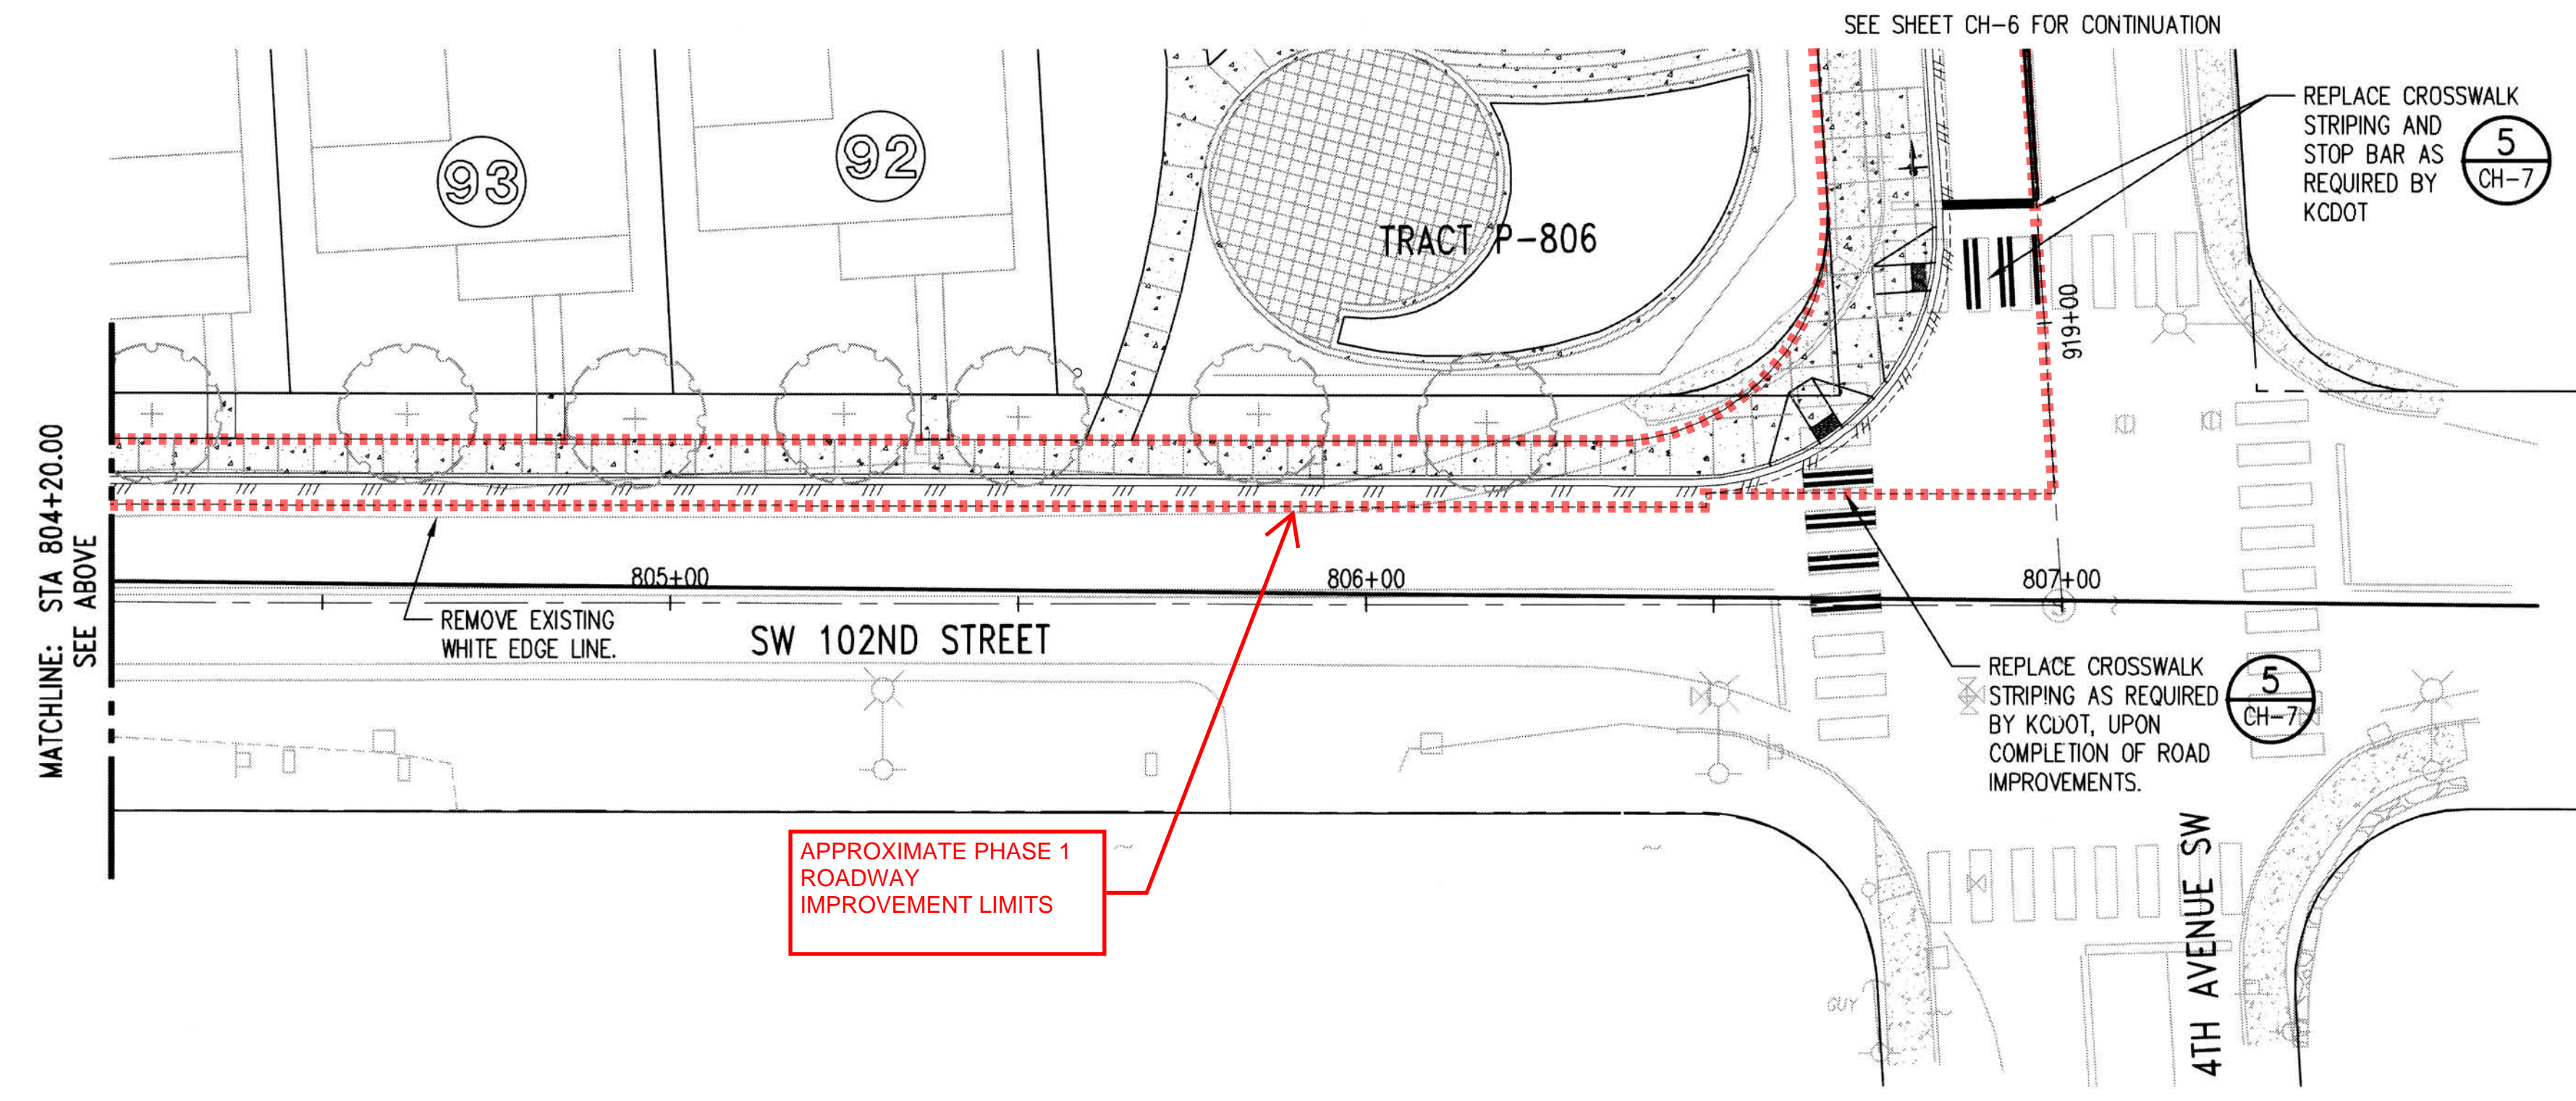 SEE SHEET CH-6 FOR CONTINUATION
REPLACE CROSSWALK
STRIPING AND
STOP BAR AS
REQUIRED BY
KCDOT
5
CH-7
93
92
TRACT P-806
919+00
MATCHLINE: STA 804+20.00
SEE ABOVE
805+00
806+00
807+00
REMOVE EXISTING
WHITE EDGE LINE.
SW 102ND STREET
REPLACE CROSSWALK
STRIPING AS REQUIRED
BY KCDOT, UPON
COMPLETION OF ROAD
IMPROVEMENTS.
5
CH-7
APPROXIMATE PHASE 1
ROADWAY
IMPROVEMENT LIMITS
4TH AVENUE SW
GUY